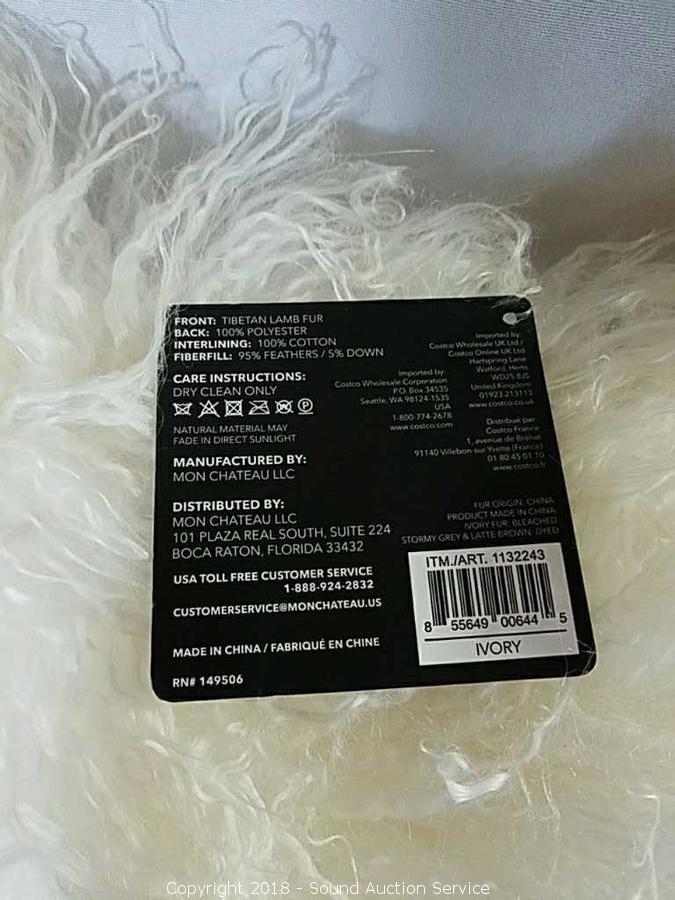 FRONT: TIBETAN LAMB FUR
BACK: 100% POLYESTER
INTERLINING: 100% COTTON
FIBERFILL: 95% FEATHERS / 5% DOWN
CARE INSTRUCTIONS:
DRY CLEAN ONLY
P
NATURAL MATERIAL MAY
FADE IN DIRECT SUNLIGHT
MANUFACTURED BY:
MON CHATEAU LLC
DISTRIBUTED BY:
MON CHATEAU LLC
101 PLAZA REAL SOUTH, SUITE 224
BOCA RATON, FLORIDA 33432
USA TOLL FREE CUSTOMER SERVICE
1-888-924-2832
CUSTOMERSERVICE@MONCHATEAU.US
MADE IN CHINA / FABRIQUÉ EN CHINE
RN# 149506
Imported by:
Costco Wholesale Corporation
P.O. Box 34535
Seattle, WA 98124-1535
USA
1-800-774-2678
www.costco.com
Imported by:
Costco Wholesale UK Ltd /
Costco Online UK Ltd
Hartspring Lane
Watford, Herts
WD25 8JS
United Kingdom
01923 213113
www.costco.co.uk
Distribué par:
Costco France
1, avenue de Bréhat
91140 Villebon-sur-Yvette (France)
01 80 45 01 10
www.costco.fr
FUR ORIGIN: CHINA
PRODUCT MADE IN CHINA
IVORY FUR: BLEACHED
STORMY GREY & LATTE BROWN: DYED
ITM./ART. 1132243
8 55649 00644 5
IVORY
Copyright 2018 - Sound Auction Service